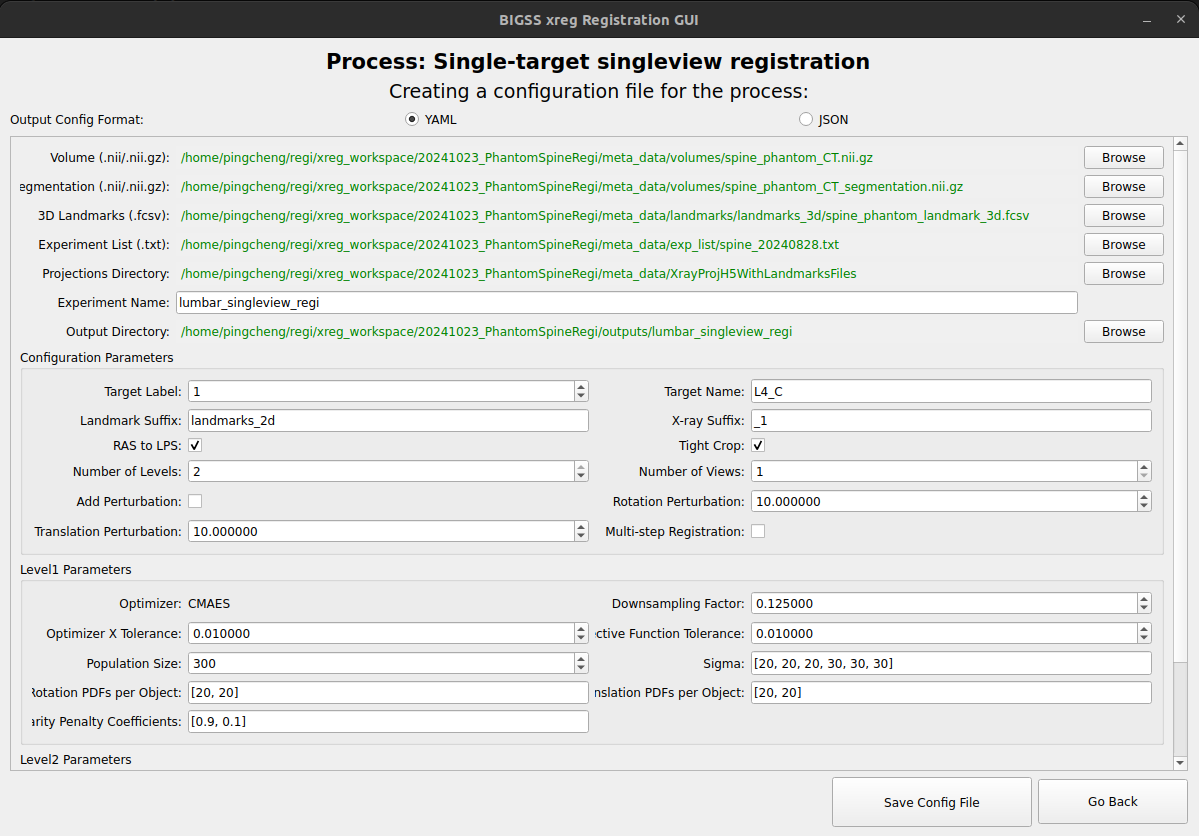 BIGSS xreg Registration GUI
Process: Single-target singleview registration
Creating a configuration file for the process:
Output Config Format: YAML JSON
Volume (.nii/.nii.gz): /home/pingcheng/regi/xreg_workspace/20241023_PhantomSpineRegi/meta_data/volumes/spine_phantom_CT.nii.gz Browse
egmentation (.nii/.nii.gz): /home/pingcheng/regi/xreg_workspace/20241023_PhantomSpineRegi/meta_data/volumes/spine_phantom_CT_segmentation.nii.gz Browse
3D Landmarks (.fcsv): /home/pingcheng/regi/xreg_workspace/20241023_PhantomSpineRegi/meta_data/landmarks/landmarks_3d/spine_phantom_landmark_3d.fcsv Browse
Experiment List (.txt): /home/pingcheng/regi/xreg_workspace/20241023_PhantomSpineRegi/meta_data/exp_list/spine_20240828.txt Browse
Projections Directory: /home/pingcheng/regi/xreg_workspace/20241023_PhantomSpineRegi/meta_data/XrayProjH5WithLandmarksFiles Browse
Experiment Name: lumbar_singleview_regi
Output Directory: /home/pingcheng/regi/xreg_workspace/20241023_PhantomSpineRegi/outputs/lumbar_singleview_regi Browse
Configuration Parameters
Target Label: 1 Target Name: L4_C
Landmark Suffix: landmarks_2d X-ray Suffix: _1
RAS to LPS: Tight Crop:
Number of Levels: 2 Number of Views: 1
Add Perturbation: Rotation Perturbation: 10.000000
Translation Perturbation: 10.000000 Multi-step Registration:
Level1 Parameters
Optimizer: CMAES Downsampling Factor: 0.125000
Optimizer X Tolerance: 0.010000 ective Function Tolerance: 0.010000
Population Size: 300 Sigma: [20, 20, 20, 30, 30, 30]
Rotation PDFs per Object: [20, 20] nslation PDFs per Object: [20, 20]
arity Penalty Coefficients: [0.9, 0.1]
Level2 Parameters
Save Config File Go Back